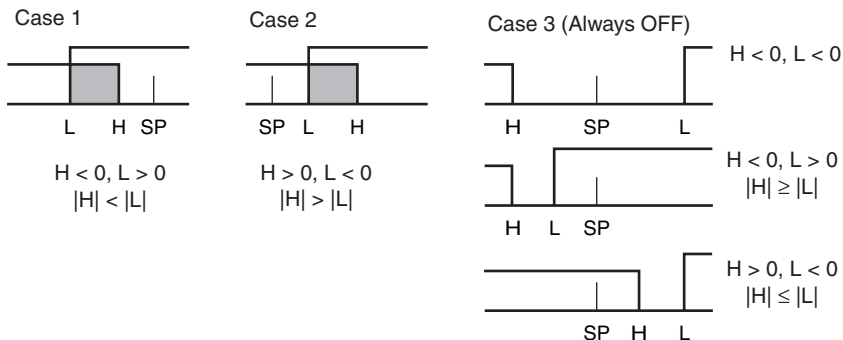 Case 1
L H SP
H < 0, L > 0
|H| < |L|
Case 2
SP L H
H > 0, L < 0
|H| > |L|
Case 3 (Always OFF)
H < 0, L < 0
H SP L
H < 0, L > 0
|H| ≥ |L|
H L SP
H > 0, L < 0
|H| ≤ |L|
SP H L